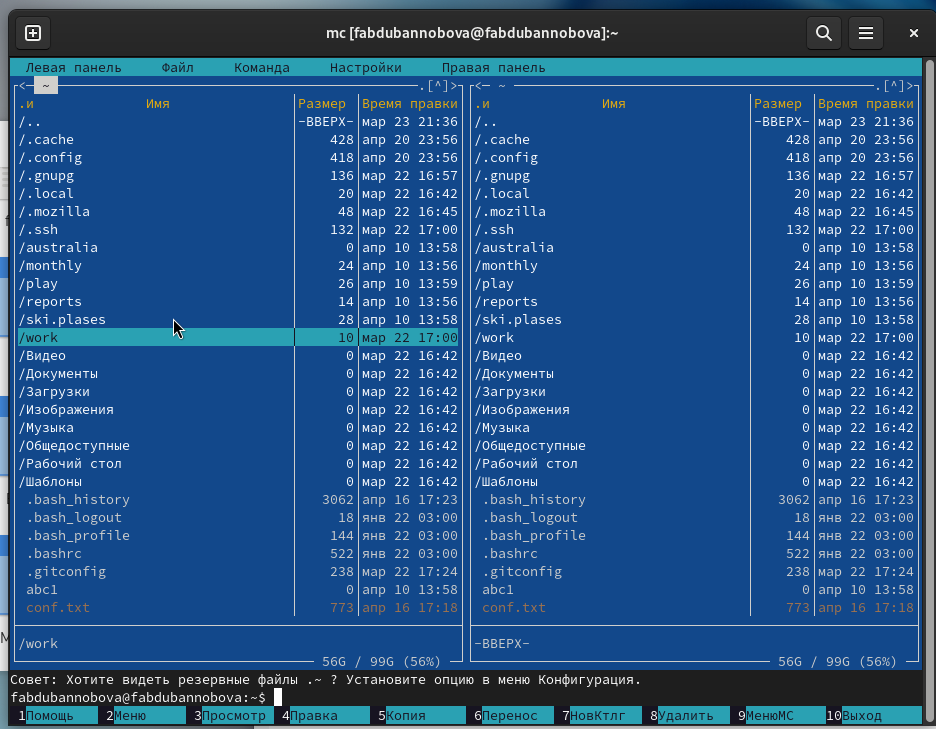 mc [fabdubannobova@fabdubannobova]:~
Левая панель Файл Команда Настройки Правая панель
<- ~ .[^]> <- ~ .[^]>
.и Имя Размер Время правки .и Имя Размер Время правки
/.. -ВВЕРХ- мар 23 21:36 /.. -ВВЕРХ- мар 23 21:36
/.cache 428 апр 20 23:56 /.cache 428 апр 20 23:56
/.config 418 апр 20 23:56 /.config 418 апр 20 23:56
/.gnupg 136 мар 22 16:57 /.gnupg 136 мар 22 16:57
/.local 20 мар 22 16:42 /.local 20 мар 22 16:42
/.mozilla 48 мар 22 16:45 /.mozilla 48 мар 22 16:45
/.ssh 132 мар 22 17:00 /.ssh 132 мар 22 17:00
/australia 0 апр 10 13:58 /australia 0 апр 10 13:58
/monthly 24 апр 10 13:56 /monthly 24 апр 10 13:56
/play 26 апр 10 13:59 /play 26 апр 10 13:59
/reports 14 апр 10 13:56 /reports 14 апр 10 13:56
/ski.plases 28 апр 10 13:58 /ski.plases 28 апр 10 13:58
/work 10 мар 22 17:00 /work 10 мар 22 17:00
/Видео 0 мар 22 16:42 /Видео 0 мар 22 16:42
/Документы 0 мар 22 16:42 /Документы 0 мар 22 16:42
/Загрузки 0 мар 22 16:42 /Загрузки 0 мар 22 16:42
/Изображения 0 мар 22 16:42 /Изображения 0 мар 22 16:42
/Музыка 0 мар 22 16:42 /Музыка 0 мар 22 16:42
/Общедоступные 0 мар 22 16:42 /Общедоступные 0 мар 22 16:42
/Рабочий стол 0 мар 22 16:42 /Рабочий стол 0 мар 22 16:42
/Шаблоны 0 мар 22 16:42 /Шаблоны 0 мар 22 16:42
.bash_history 3062 апр 16 17:23 .bash_history 3062 апр 16 17:23
.bash_logout 18 янв 22 03:00 .bash_logout 18 янв 22 03:00
.bash_profile 144 янв 22 03:00 .bash_profile 144 янв 22 03:00
.bashrc 522 янв 22 03:00 .bashrc 522 янв 22 03:00
.gitconfig 238 мар 22 17:24 .gitconfig 238 мар 22 17:24
abc1 0 апр 10 13:58 abc1 0 апр 10 13:58
conf.txt 773 апр 16 17:18 conf.txt 773 апр 16 17:18
/work -ВВЕРХ-
56G / 99G (56%) 56G / 99G (56%)
Совет: Хотите видеть резервные файлы .~ ? Установите опцию в меню Конфигурация.
fabdubannobova@fabdubannobova:~$
1Помощь 2Меню 3Просмотр 4Правка 5Копия 6Перенос 7НовКтлг 8Удалить 9МенюМС 10Выход